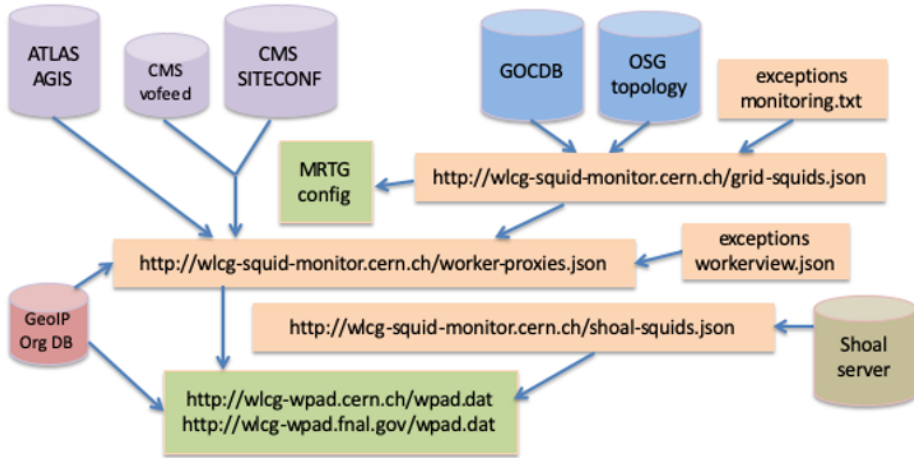 ATLAS
AGIS
CMS
vofeed
CMS
SITECONF
GOCDB
OSG
topology
exceptions
monitoring.txt
MRTG
config
http://wlcg-squid-monitor.cern.ch/grid-squids.json
http://wlcg-squid-monitor.cern.ch/worker-proxies.json
exceptions
workerview.json
GeoIP
Org DB
http://wlcg-squid-monitor.cern.ch/shoal-squids.json
Shoal
server
http://wlcg-wpad.cern.ch/wpad.dat
http://wlcg-wpad.fnal.gov/wpad.dat